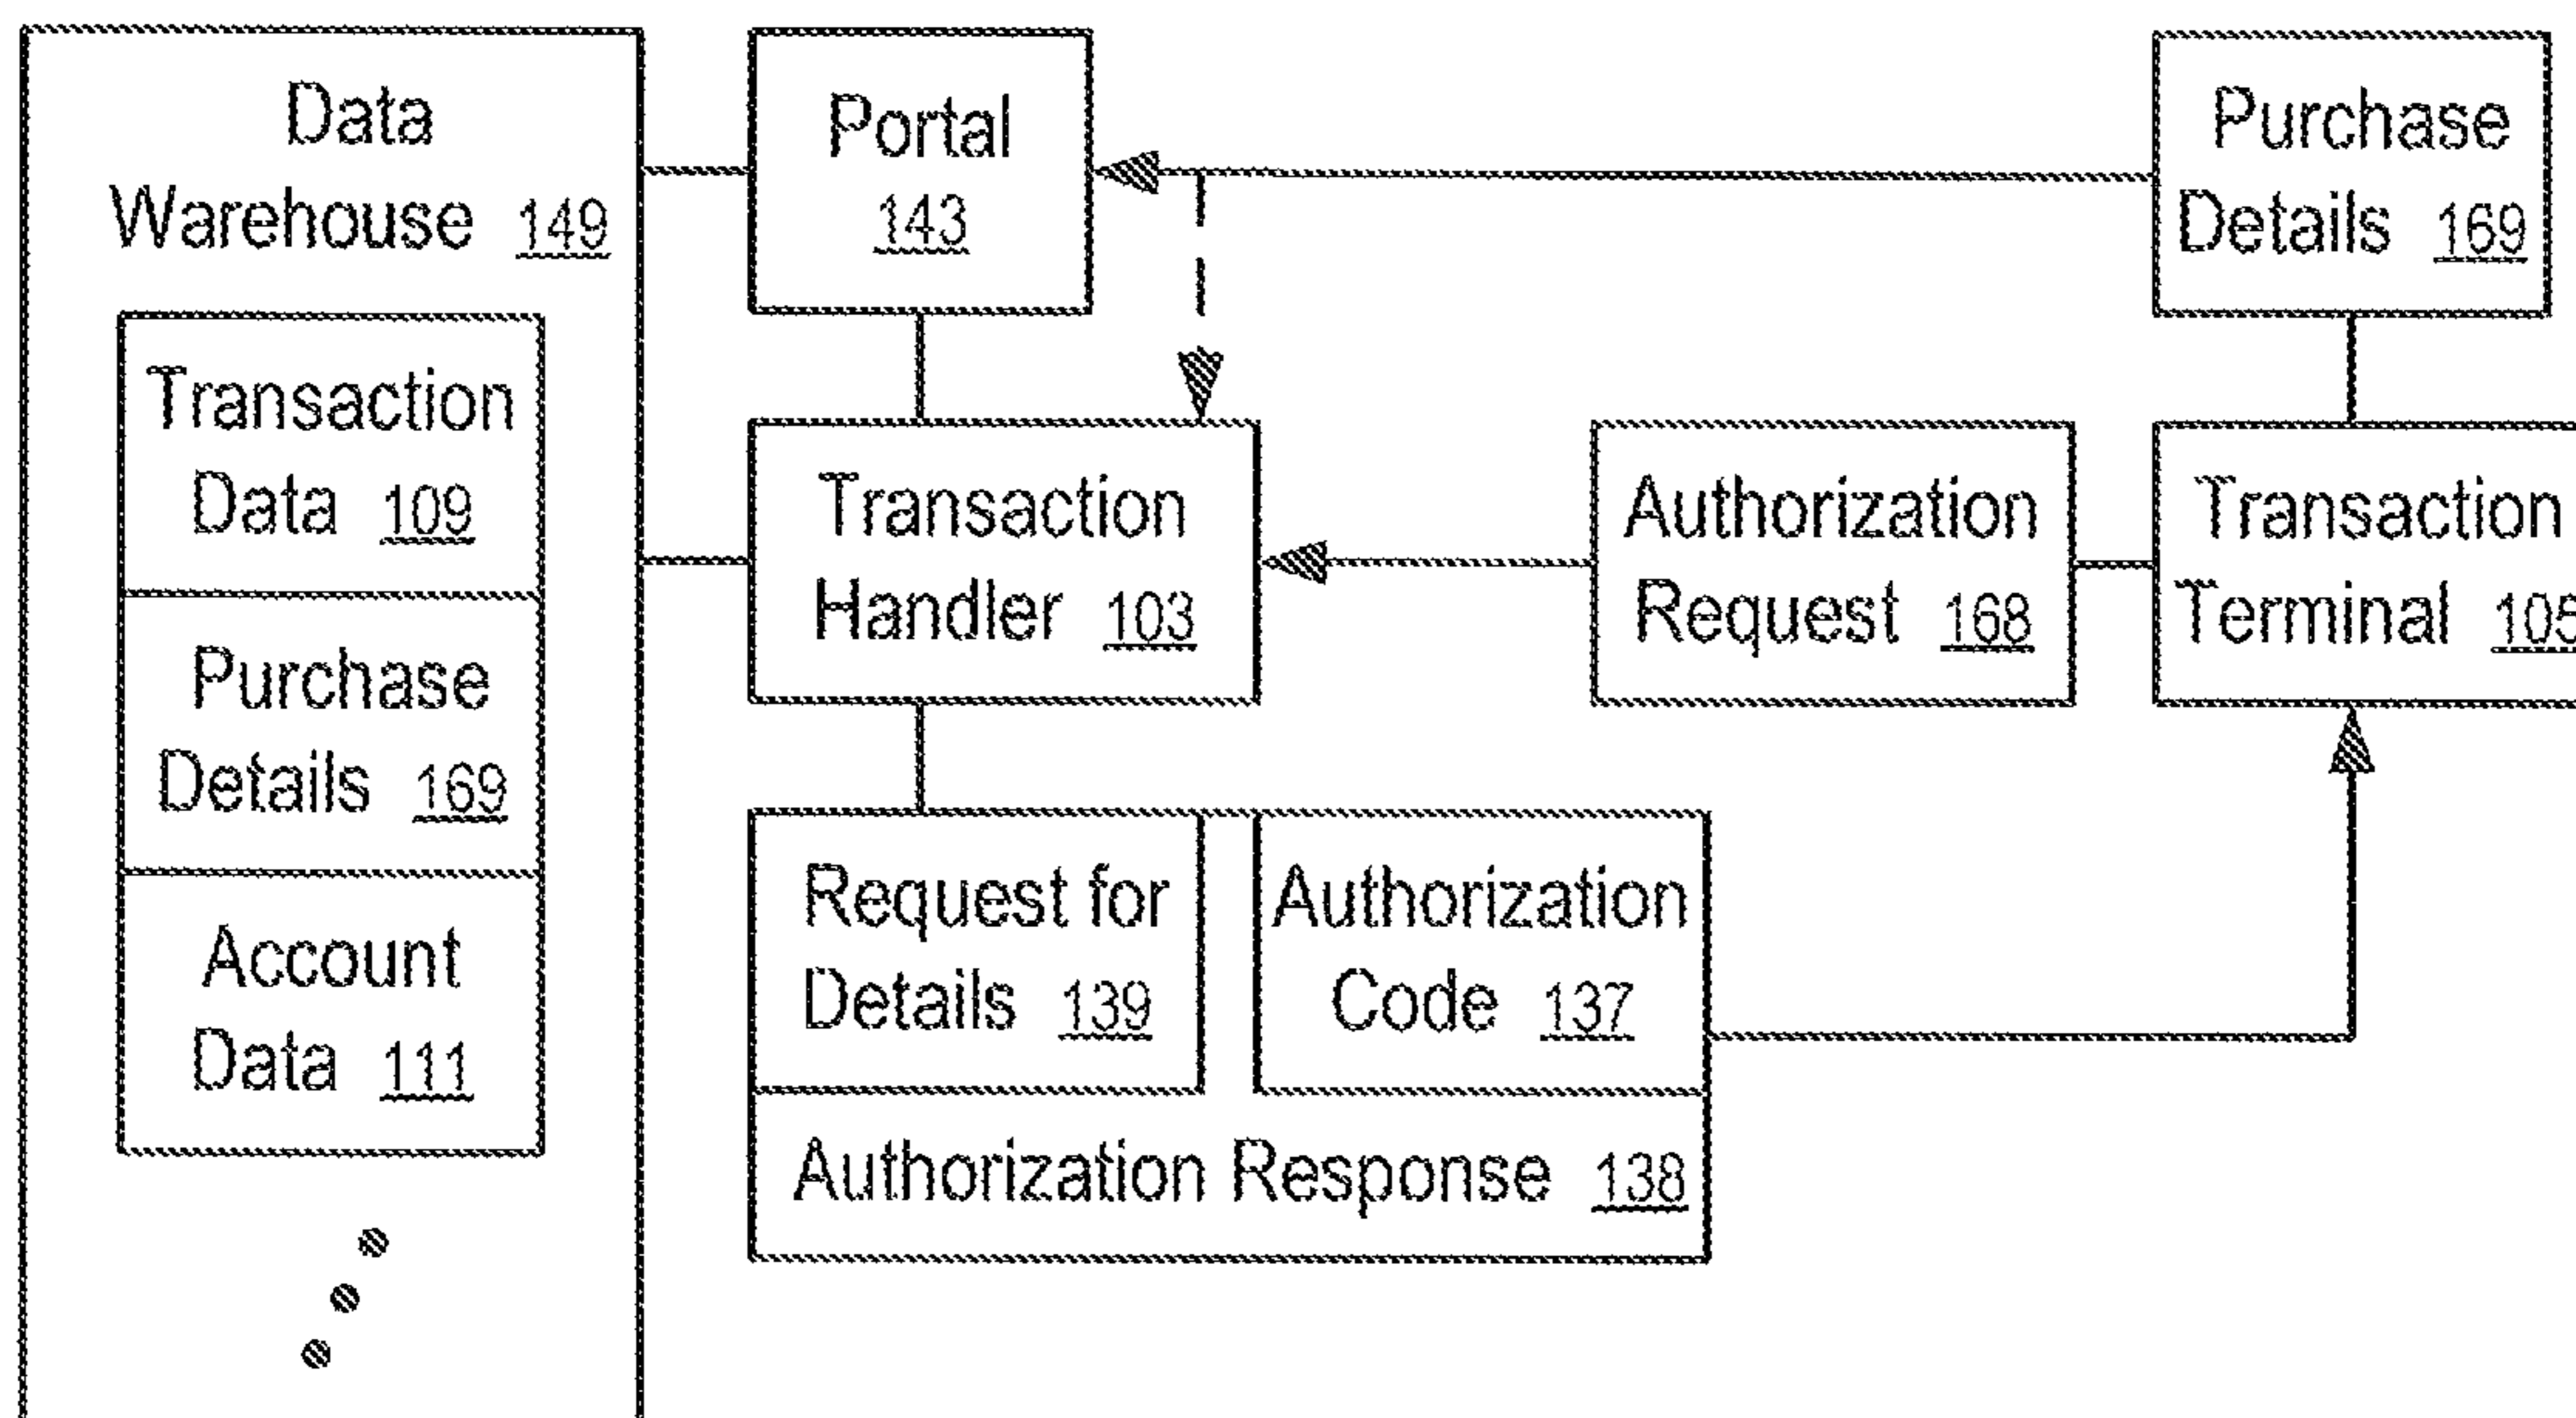 Data
Warehouse 149
Transaction
Data 109
Purchase
Details 169
Account
Data 111
Portal
143
Purchase
Details 169
Transaction
Handler 103
Authorization
Request 168
Transaction
Terminal 105
Request for
Details 139
Authorization
Code 137
Authorization Response 138